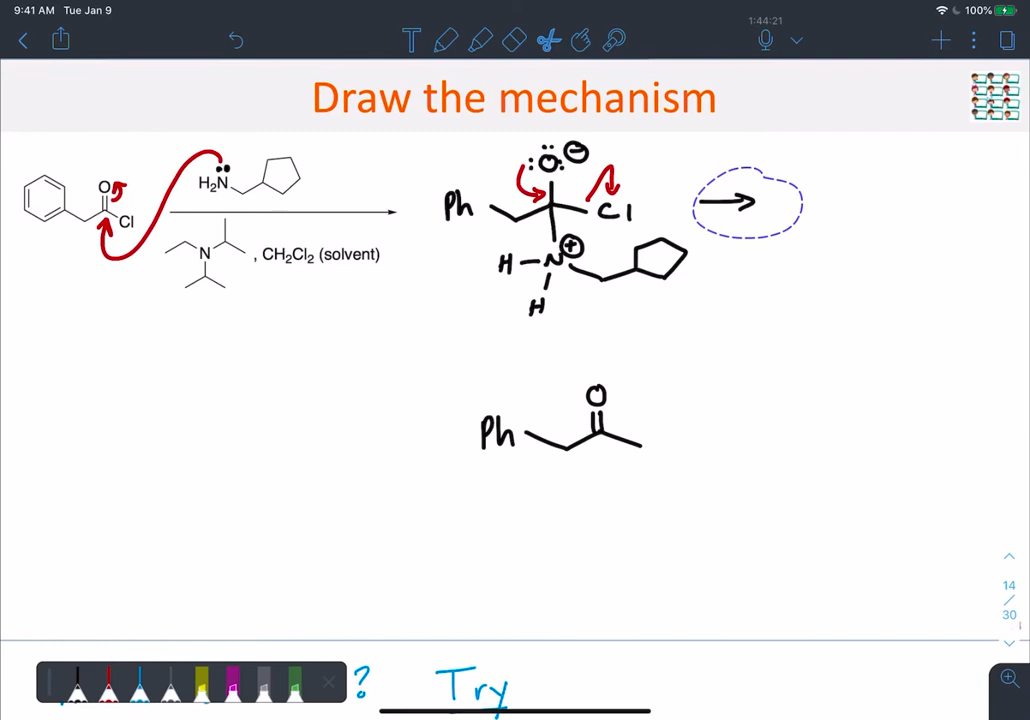 9:41 AM Tue Jan 9
100%
1:44:21
T
Draw the mechanism
O
Cl
H₂N
N
, CH₂Cl₂ (solvent)
:Ö: ⊖
Ph
Cl
⊕
H N
H
O
Ph
14
/
30
? Try